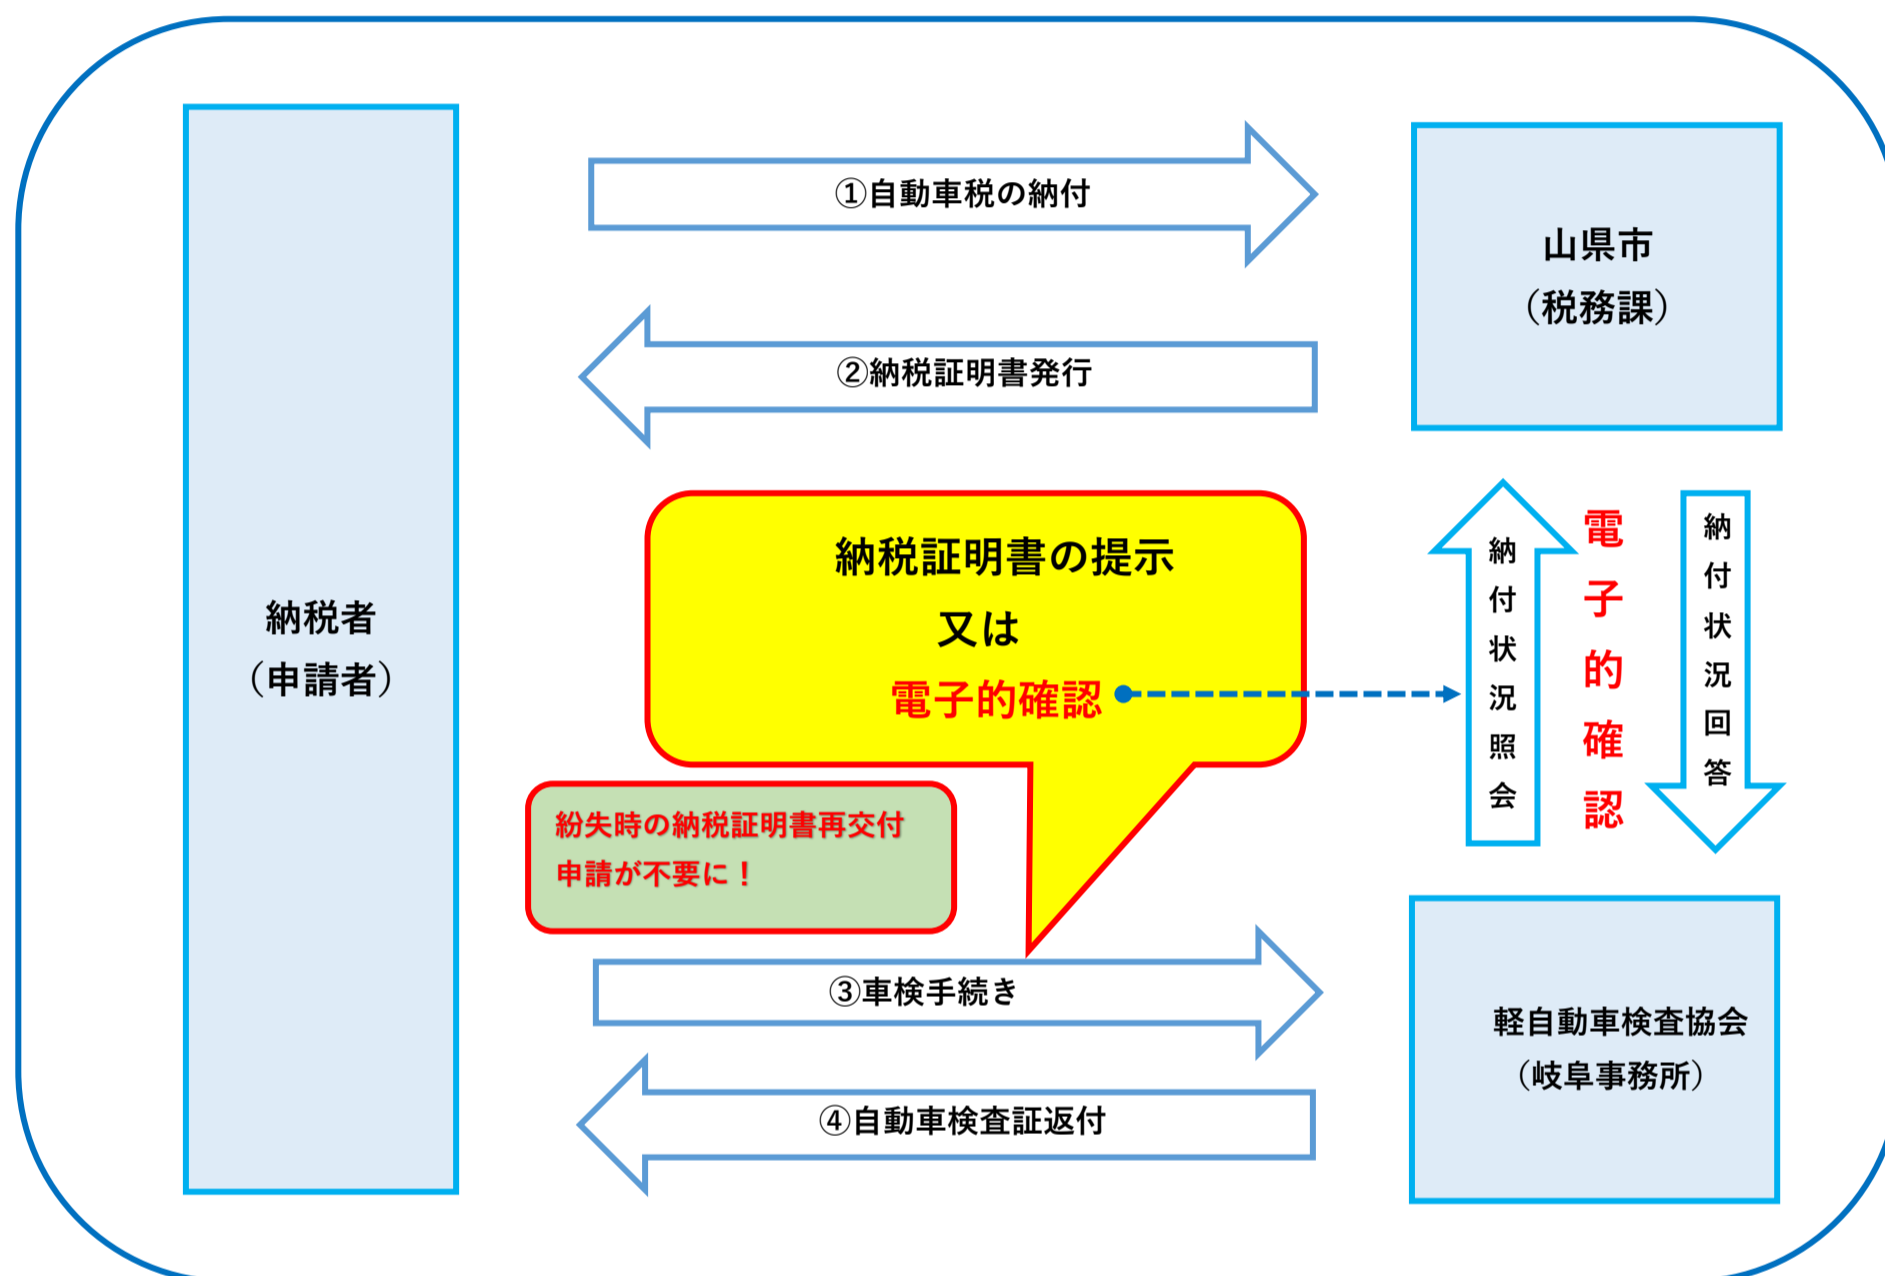 ①自動車税の納付
山県市
（税務課）
②納税証明書発行
納税者
（申請者）
納税証明書の提示
又は
電子的確認
納付状況照会
電子的確認
納付状況回答
紛失時の納税証明書再交付
申請が不要に！
③車検手続き
軽自動車検査協会
（岐阜事務所）
④自動車検査証返付